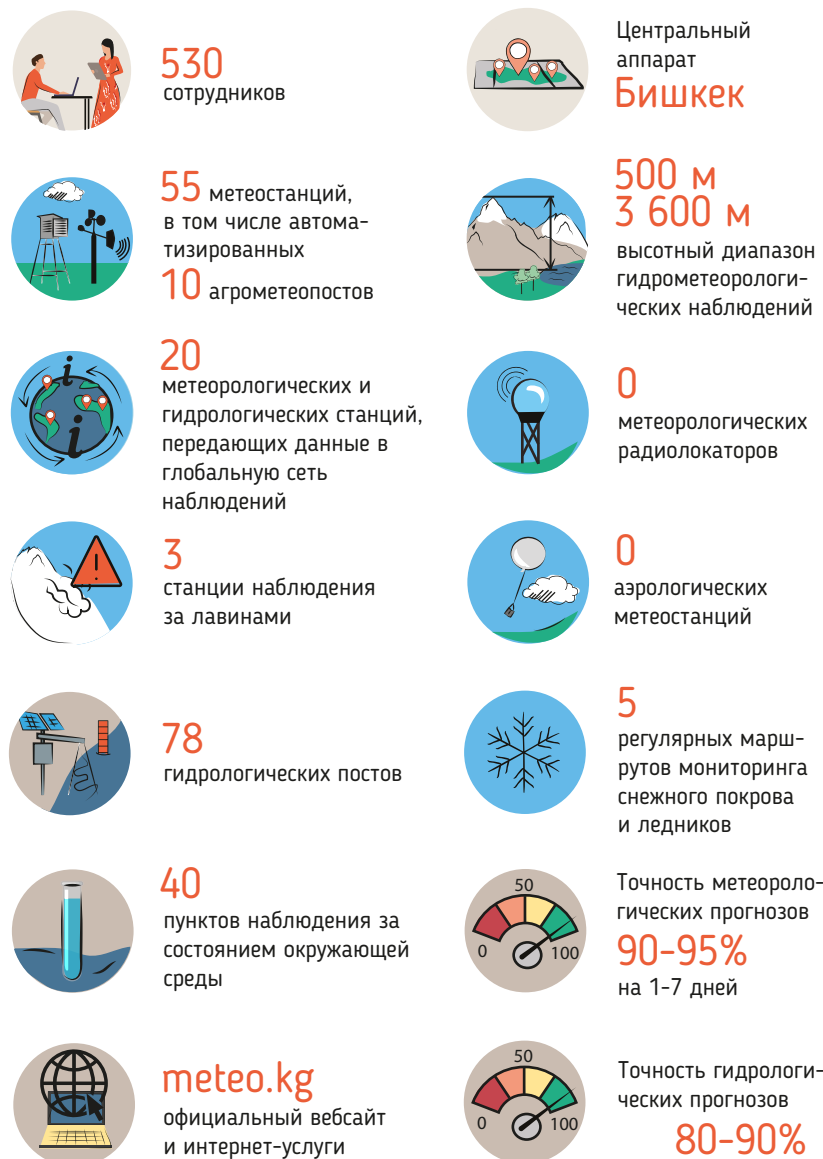 530
сотрудников
Центральный
аппарат
Бишкек
55 метеостанций,
в том числе автома-
тизированных
10 агрометеопостов
500 м
3 600 м
высотный диапазон
гидрометеорологи-
ческих наблюдений
20
метеорологических и
гидрологических станций,
передающих данные в
глобальную сеть
наблюдений
i
i
0
метеорологических
радиолокаторов
3
станции наблюдения
за лавинами
!
0
аэрологических
метеостанций
78
гидрологических постов
5
регулярных марш-
рутов мониторинга
снежного покрова
и ледников
40
пунктов наблюдения за
состоянием окружающей
среды
50
0
100
Точность метеороло-
гических прогнозов
90-95%
на 1-7 дней
meteo.kg
официальный вебсайт
и интернет-услуги
50
0
100
Точность гидрологи-
ческих прогнозов
80-90%